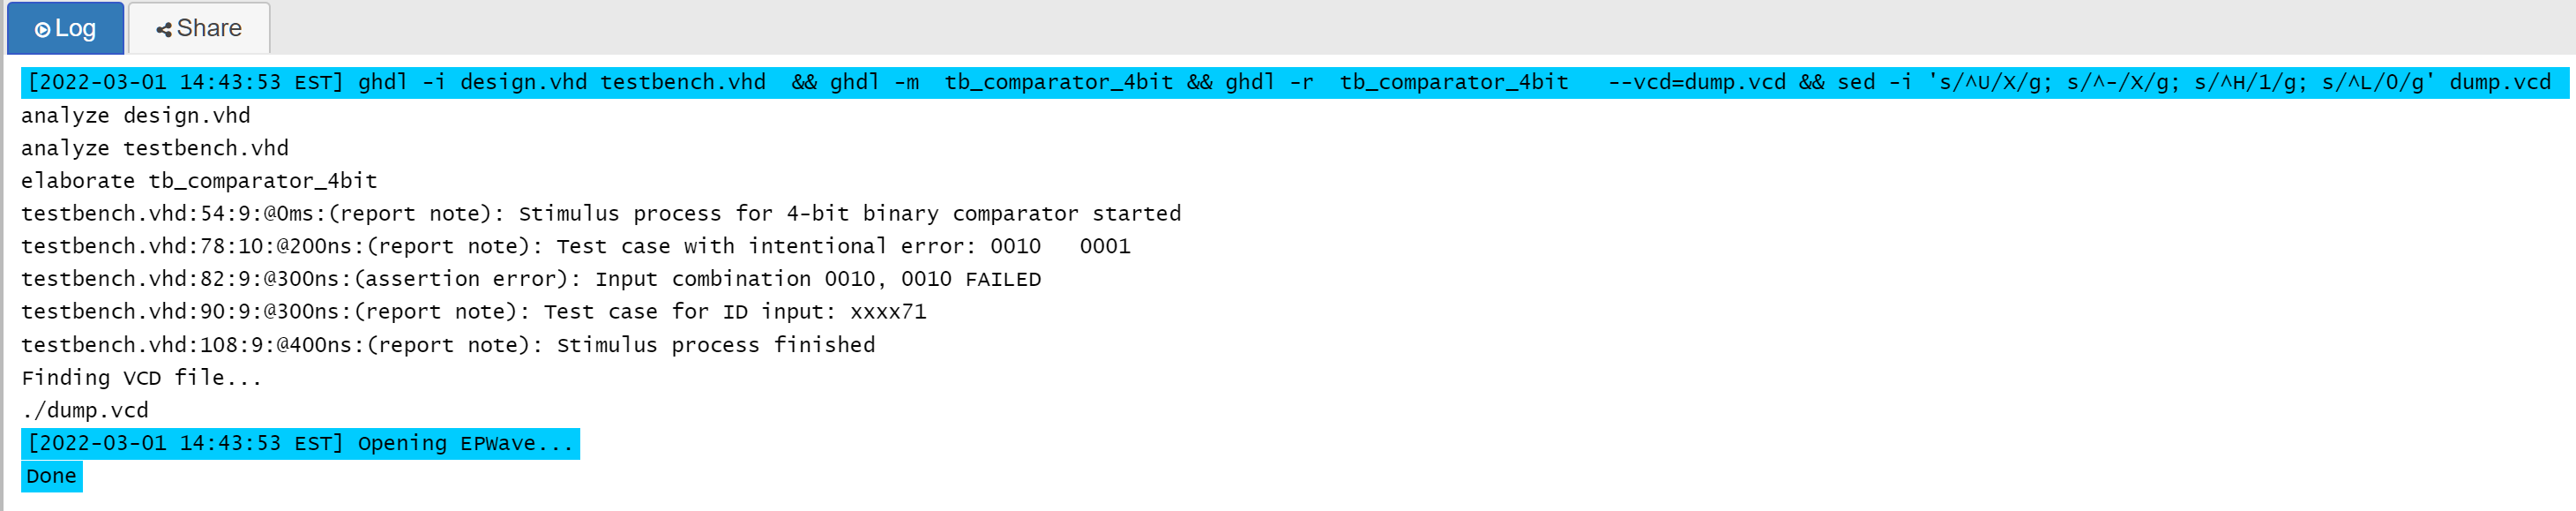 Log Share
[2022-03-01 14:43:53 EST] ghdl -i design.vhd testbench.vhd  && ghdl -m  tb_comparator_4bit && ghdl -r  tb_comparator_4bit   --vcd=dump.vcd && sed -i 's/^U/X/g; s/^-/X/g; s/^H/1/g; s/^L/0/g' dump.vcd
analyze design.vhd
analyze testbench.vhd
elaborate tb_comparator_4bit
testbench.vhd:54:9:@0ms:(report note): Stimulus process for 4-bit binary comparator started
testbench.vhd:78:10:@200ns:(report note): Test case with intentional error: 0010   0001
testbench.vhd:82:9:@300ns:(assertion error): Input combination 0010, 0010 FAILED
testbench.vhd:90:9:@300ns:(report note): Test case for ID input: xxxx71
testbench.vhd:108:9:@400ns:(report note): Stimulus process finished
Finding VCD file...
./dump.vcd
[2022-03-01 14:43:53 EST] Opening EPWave...
Done